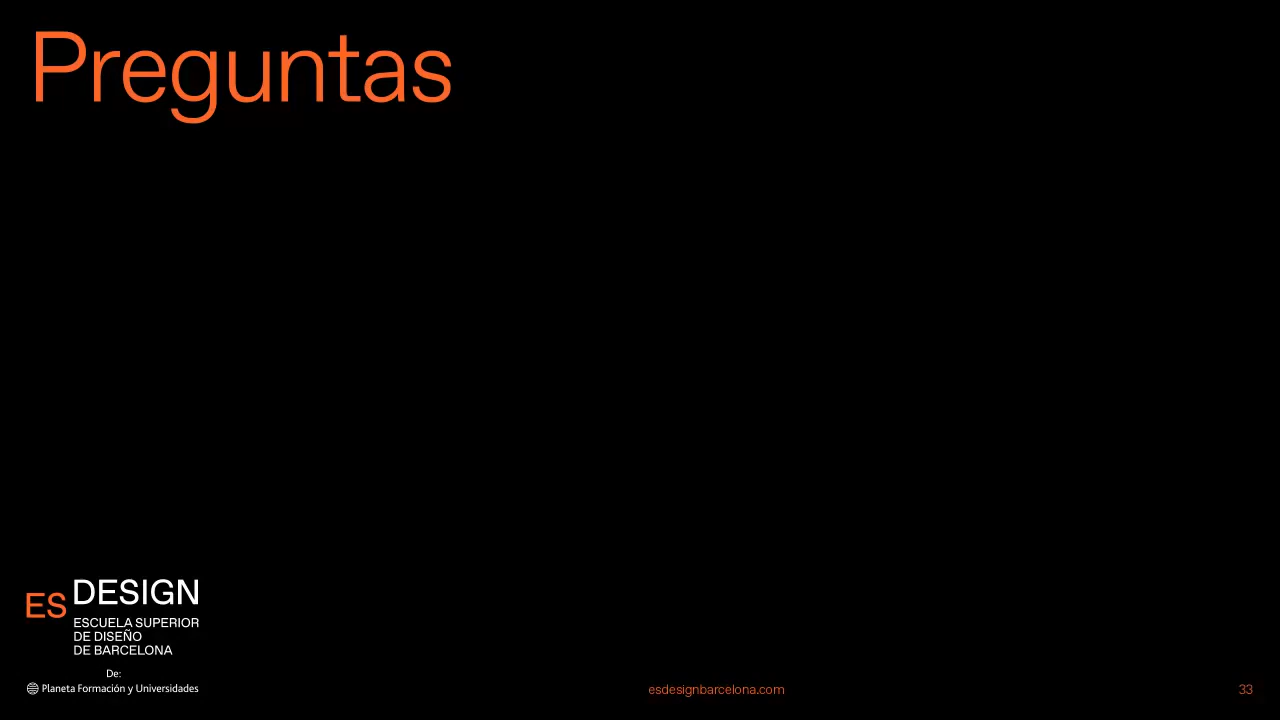 Preguntas
ES DESIGN
ESCUELA SUPERIOR
DE DISEÑO
DE BARCELONA
De:
Planeta Formación y Universidades
esdesignbarcelona.com
33